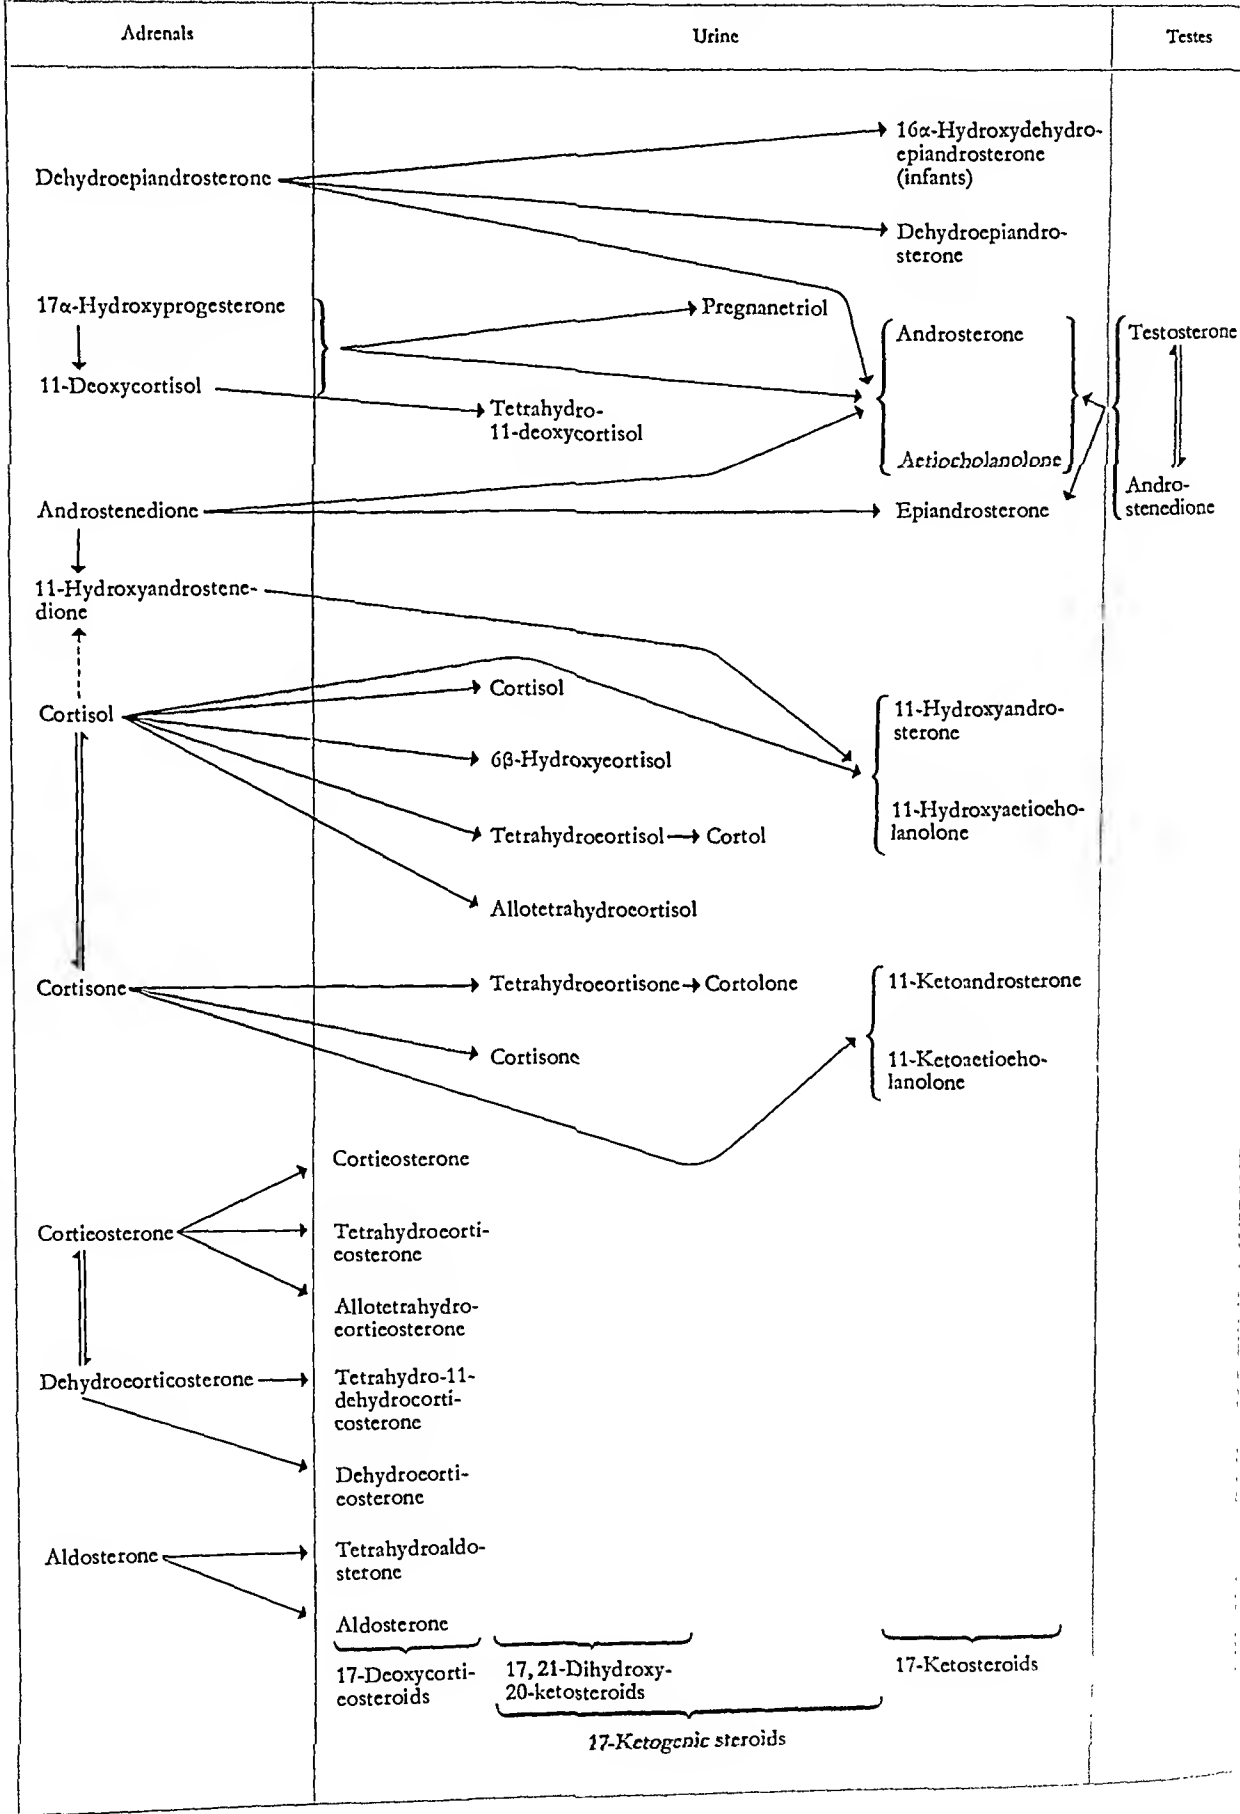 Adrenals
Urine
Testes
Dehydroepiandrosterone
16α-Hydroxydehydro-
epiandrosterone
(infants)
Dehydroepiandro-
sterone
17α-Hydroxyprogesterone
11-Deoxycortisol
Pregnanetriol
Tetrahydro-
11-deoxycortisol
Androsterone
Aetiocholanolone
Testosterone
Andro-
stenedione
Androstenedione
Epiandrosterone
11-Hydroxyandrostene-
dione
Cortisol
Cortisol
6β-Hydroxycortisol
Tetrahydrocortisol
Cortol
Allotetrahydrocortisol
11-Hydroxyandro-
sterone
11-Hydroxyaetiocho-
lanolone
Cortisone
Tetrahydrocortisone
Cortolone
Cortisone
11-Ketoandrosterone
11-Ketoaetiocho-
lanolone
Corticosterone
Corticosterone
Tetrahydrocorti-
costerone
Allotetrahydro-
corticosterone
Dehydrocorticosterone
Tetrahydro-11-
dehydrocorti-
costerone
Dehydrocorti-
costerone
Aldosterone
Tetrahydroaldo-
sterone
Aldosterone
17-Deoxycorti-
costeroids
17,21-Dihydroxy-
20-ketosteroids
17-Ketosteroids
17-Ketogenic steroids